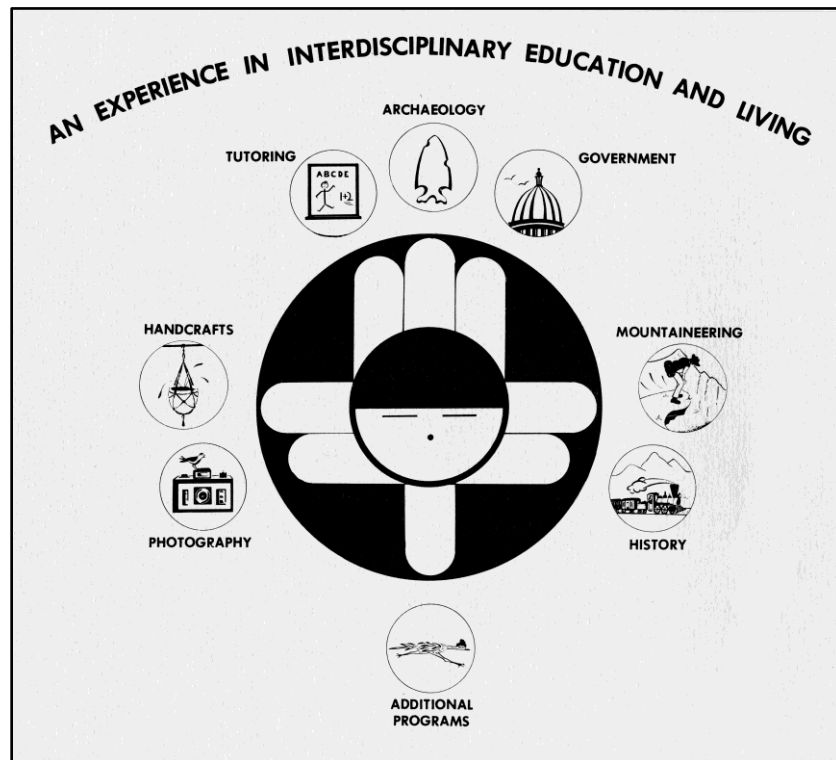 AN EXPERIENCE IN INTERDISCIPLINARY EDUCATION AND LIVING
ARCHAEOLOGY
TUTORING
GOVERNMENT
ABCDE
1+2
HANDCRAFTS
MOUNTAINEERING
PHOTOGRAPHY
HISTORY
ADDITIONAL
PROGRAMS